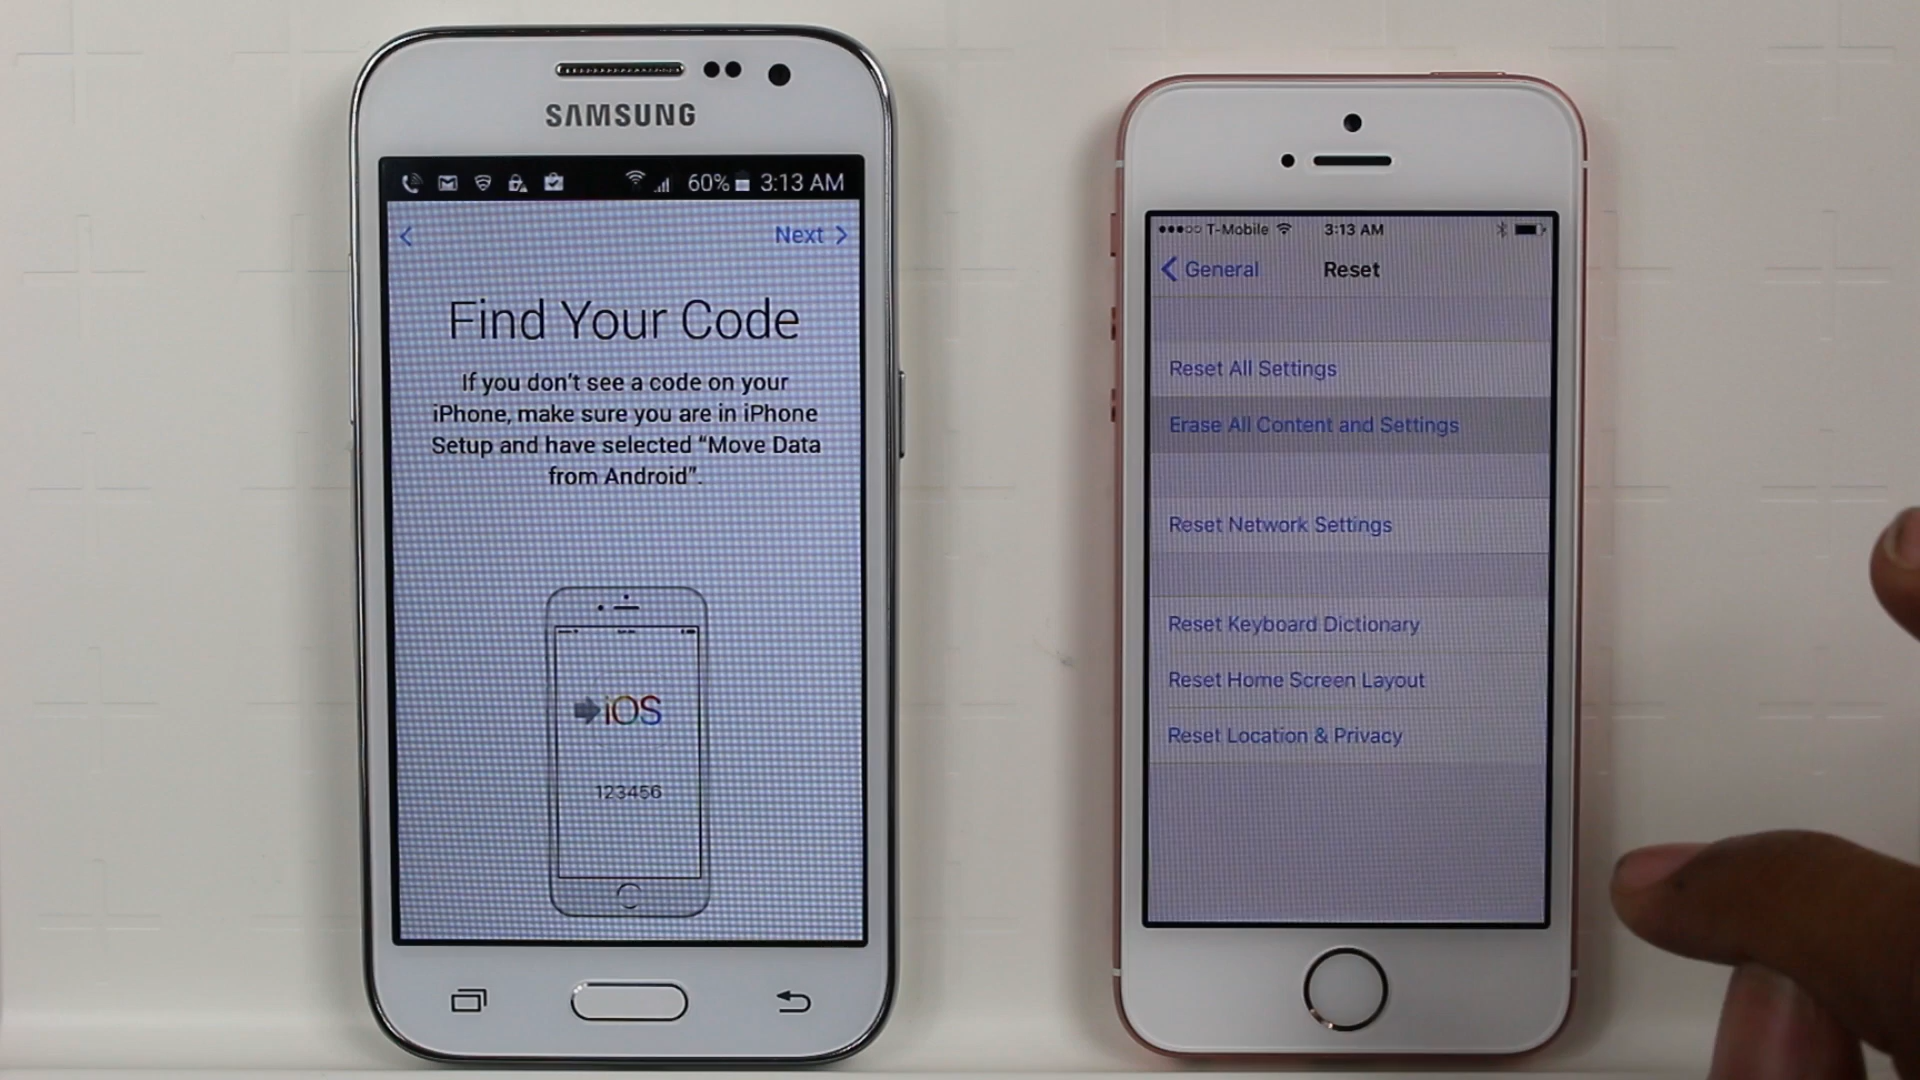 SAMSUNG
60% 3:13 AM
Next
Find Your Code
If you don't see a code on your
iPhone, make sure you are in iPhone
Setup and have selected “Move Data
from Android”.
iOS
123456
T-Mobile 3:13 AM
General Reset
Reset All Settings
Erase All Content and Settings
Reset Network Settings
Reset Keyboard Dictionary
Reset Home Screen Layout
Reset Location & Privacy